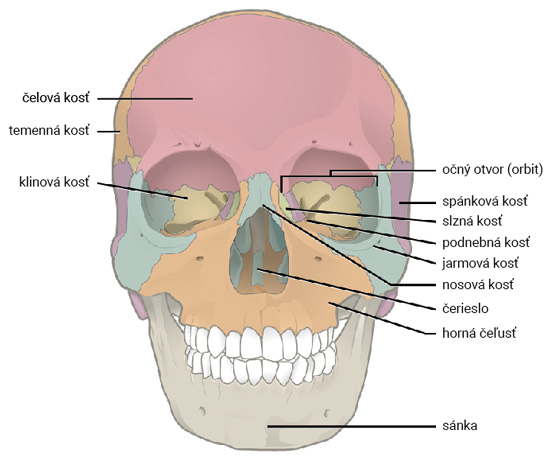 čelová kosť
temenná kosť
klinová kosť
očný otvor (orbit)
spánková kosť
slzná kosť
podnebná kosť
jarmová kosť
nosová kosť
čerieslo
horná čeľusť
sánka